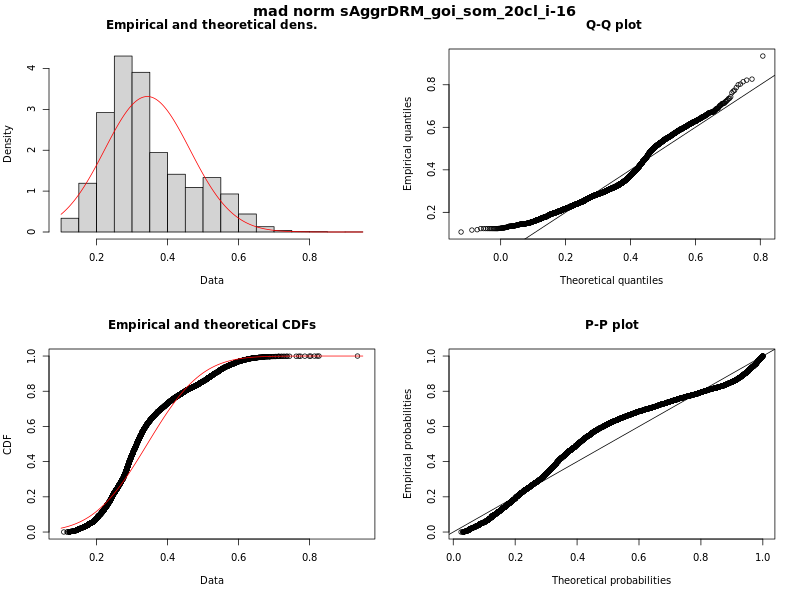 mad norm sAggrDRM_goi_som_20cl_i-16
Empirical and theoretical dens.
Density
0 1 2 3 4
0.2 0.4 0.6 0.8
Data
Q-Q plot
Empirical quantiles
0.2 0.4 0.6 0.8
0.0 0.2 0.4 0.6 0.8
Theoretical quantiles
Empirical and theoretical CDFs
CDF
0.0 0.2 0.4 0.6 0.8 1.0
0.2 0.4 0.6 0.8
Data
P-P plot
Empirical probabilities
0.0 0.2 0.4 0.6 0.8 1.0
0.0 0.2 0.4 0.6 0.8 1.0
Theoretical probabilities